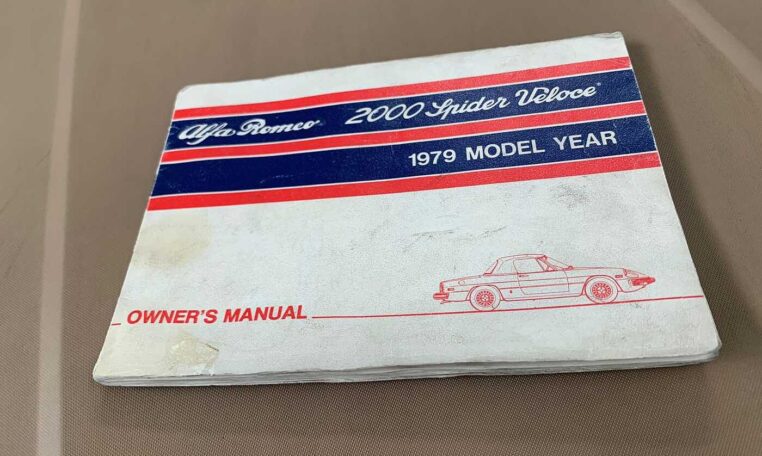 Alfa Romeo 2000 Spider Veloce
1979 MODEL YEAR
OWNER'S MANUAL